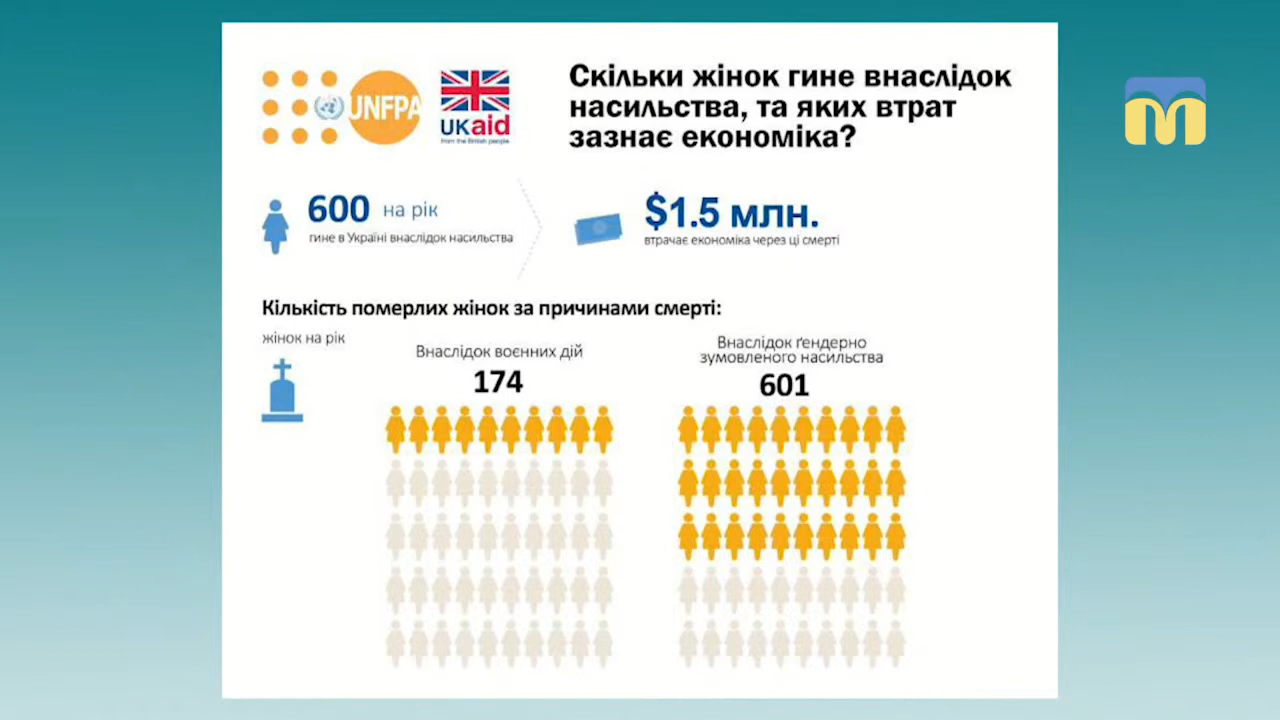 UNFPA
UKaid
from the British people
Скільки жінок гине внаслідок
насильства, та яких втрат
зазнає економіка?
600 на рік
гине в Україні внаслідок насильства
$1.5 млн.
втрачає економіка через ці смерті
Кількість померлих жінок за причинами смерті:
жінок на рік
Внаслідок воєнних дій
174
Внаслідок ґендерно
зумовленого насильства
601